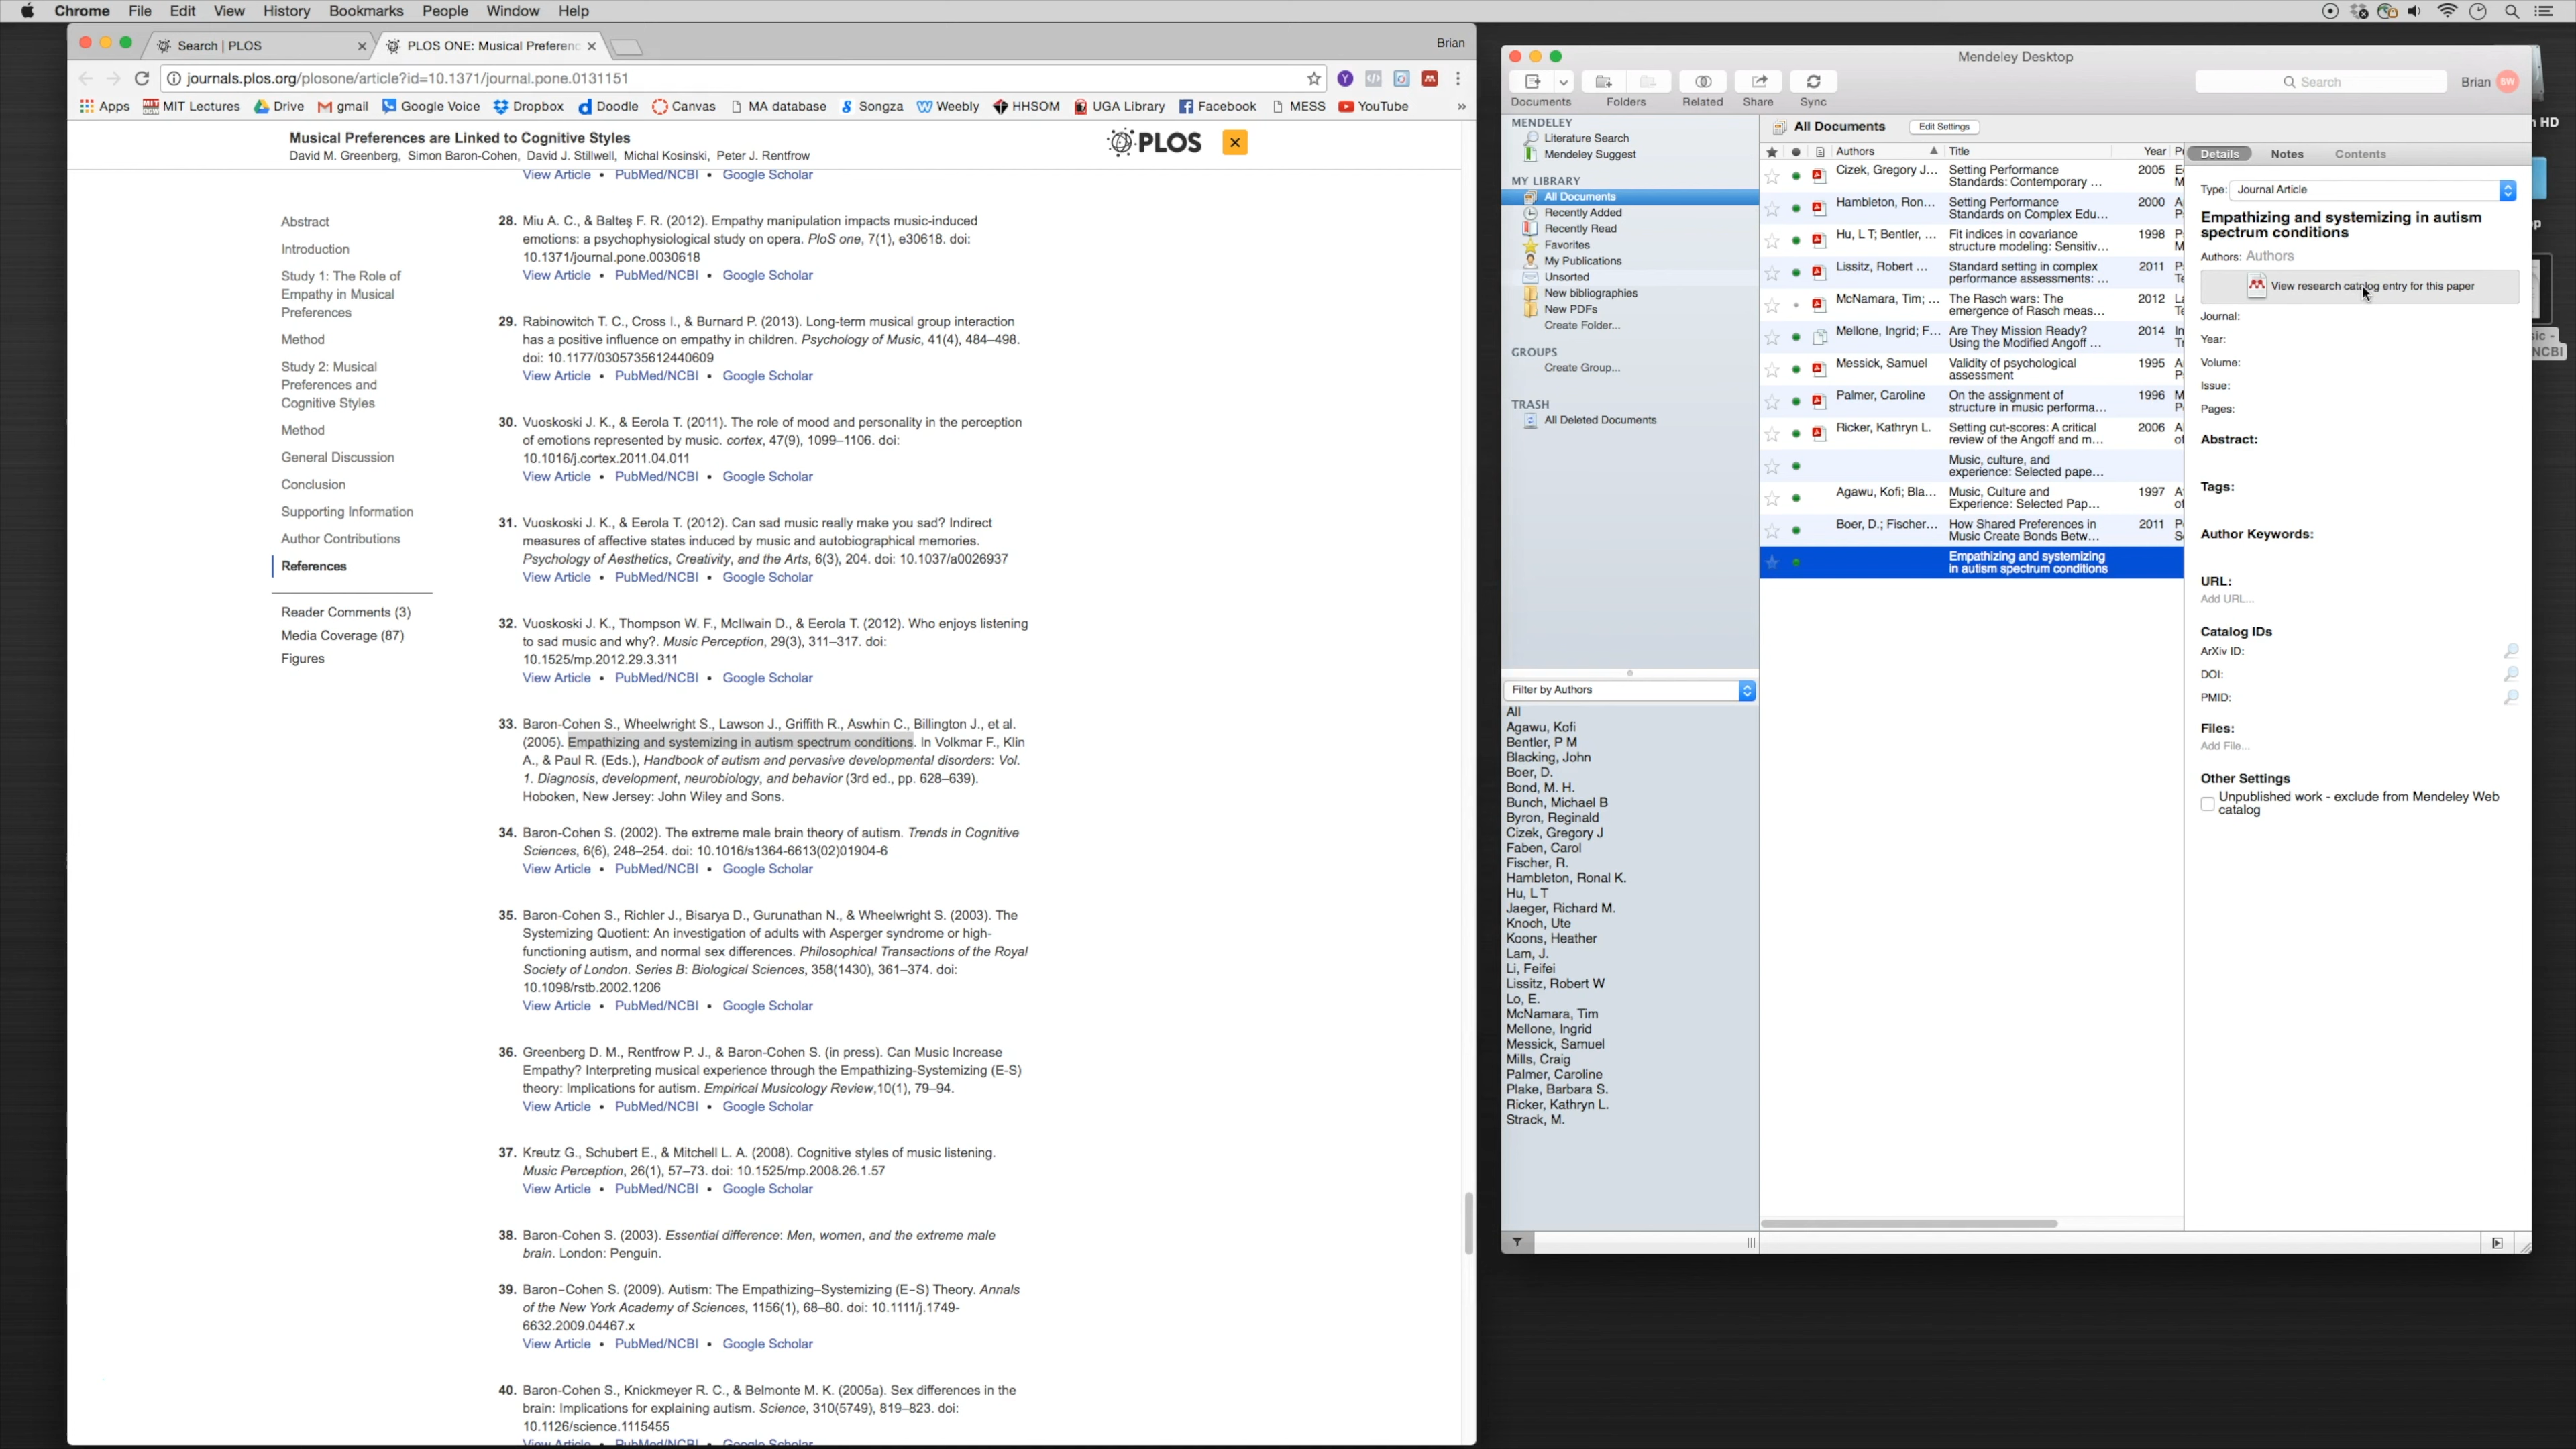 Chrome File Edit View History Bookmarks People Window Help
Search | PLOS
PLOS ONE: Musical Preferenc
Brian
journals.plos.org/plosone/article?id=10.1371/journal.pone.0131151
Apps MIT Lectures Drive gmail Google Voice Dropbox Doodle Canvas MA database Songza Weebly HHSOM UGA Library Facebook MESS YouTube »
Musical Preferences are Linked to Cognitive Styles
David M. Greenberg, Simon Baron-Cohen, David J. Stillwell, Michal Kosinski, Peter J. Rentfrow
PLOS
Abstract
Introduction
Study 1: The Role of
Empathy in Musical
Preferences
Method
Study 2: Musical
Preferences and
Cognitive Styles
Method
General Discussion
Conclusion
Supporting Information
Author Contributions
References
Reader Comments (3)
Media Coverage (87)
Figures
View Article • PubMed/NCBI • Google Scholar
28. Miu A. C., & Balteş F. R. (2012). Empathy manipulation impacts music-induced
emotions: a psychophysiological study on opera. PloS one, 7(1), e30618. doi:
10.1371/journal.pone.0030618
View Article • PubMed/NCBI • Google Scholar
29. Rabinowitch T. C., Cross I., & Burnard P. (2013). Long-term musical group interaction
has a positive influence on empathy in children. Psychology of Music, 41(4), 484–498.
doi: 10.1177/0305735612440609
View Article • PubMed/NCBI • Google Scholar
30. Vuoskoski J. K., & Eerola T. (2011). The role of mood and personality in the perception
of emotions represented by music. cortex, 47(9), 1099–1106. doi:
10.1016/j.cortex.2011.04.011
View Article • PubMed/NCBI • Google Scholar
31. Vuoskoski J. K., & Eerola T. (2012). Can sad music really make you sad? Indirect
measures of affective states induced by music and autobiographical memories.
Psychology of Aesthetics, Creativity, and the Arts, 6(3), 204. doi: 10.1037/a0026937
View Article • PubMed/NCBI • Google Scholar
32. Vuoskoski J. K., Thompson W. F., McIlwain D., & Eerola T. (2012). Who enjoys listening
to sad music and why?. Music Perception, 29(3), 311–317. doi:
10.1525/mp.2012.29.3.311
View Article • PubMed/NCBI • Google Scholar
33. Baron-Cohen S., Wheelwright S., Lawson J., Griffith R., Aswhin C., Billington J., et al.
(2005). Empathizing and systemizing in autism spectrum conditions. In Volkmar F., Klin
A., & Paul R. (Eds.), Handbook of autism and pervasive developmental disorders: Vol.
1. Diagnosis, development, neurobiology, and behavior (3rd ed., pp. 628–639).
Hoboken, New Jersey: John Wiley and Sons.
34. Baron-Cohen S. (2002). The extreme male brain theory of autism. Trends in Cognitive
Sciences, 6(6), 248–254. doi: 10.1016/s1364-6613(02)01904-6
View Article • PubMed/NCBI • Google Scholar
35. Baron-Cohen S., Richler J., Bisarya D., Gurunathan N., & Wheelwright S. (2003). The
Systemizing Quotient: An investigation of adults with Asperger syndrome or high-
functioning autism, and normal sex differences. Philosophical Transactions of the Royal
Society of London. Series B: Biological Sciences, 358(1430), 361–374. doi:
10.1098/rstb.2002.1206
View Article • PubMed/NCBI • Google Scholar
36. Greenberg D. M., Rentfrow P. J., & Baron-Cohen S. (in press). Can Music Increase
Empathy? Interpreting musical experience through the Empathizing-Systemizing (E-S)
theory: Implications for autism. Empirical Musicology Review,10(1), 79–94.
View Article • PubMed/NCBI • Google Scholar
37. Kreutz G., Schubert E., & Mitchell L. A. (2008). Cognitive styles of music listening.
Music Perception, 26(1), 57–73. doi: 10.1525/mp.2008.26.1.57
View Article • PubMed/NCBI • Google Scholar
38. Baron-Cohen S. (2003). Essential difference: Men, women, and the extreme male
brain. London: Penguin.
39. Baron–Cohen S. (2009). Autism: The Empathizing–Systemizing (E–S) Theory. Annals
of the New York Academy of Sciences, 1156(1), 68–80. doi: 10.1111/j.1749-
6632.2009.04467.x
View Article • PubMed/NCBI • Google Scholar
40. Baron-Cohen S., Knickmeyer R. C., & Belmonte M. K. (2005a). Sex differences in the
brain: Implications for explaining autism. Science, 310(5749), 819–823. doi:
10.1126/science.1115455
View Article • PubMed/NCBI • Google Scholar
Mendeley Desktop
Documents Folders Related Share Sync
Search
Brian BW
MENDELEY
Literature Search
Mendeley Suggest
MY LIBRARY
All Documents
Recently Added
Recently Read
Favorites
My Publications
Unsorted
New bibliographies
New PDFs
Create Folder...
GROUPS
Create Group...
TRASH
All Deleted Documents
Filter by Authors
All
Agawu, Kofi
Bentler, P M
Blacking, John
Boer, D.
Bond, M. H.
Bunch, Michael B
Byron, Reginald
Cizek, Gregory J
Faben, Carol
Fischer, R.
Hambleton, Ronal K.
Hu, L T
Jaeger, Richard M.
Knoch, Ute
Koons, Heather
Lam, J.
Li, Feifei
Lissitz, Robert W
Lo, E.
McNamara, Tim
Mellone, Ingrid
Messick, Samuel
Mills, Craig
Palmer, Caroline
Plake, Barbara S.
Ricker, Kathryn L.
Strack, M.
All Documents Edit Settings
Authors Title Year
Cizek, Gregory J... Setting Performance 2005
Standards: Contemporary ...
Hambleton, Ron... Setting Performance 2000
Standards on Complex Edu...
Hu, L T; Bentler, ... Fit indices in covariance 1998
structure modeling: Sensitiv...
Lissitz, Robert ... Standard setting in complex 2011
performance assessments: ...
McNamara, Tim; ... The Rasch wars: The 2012
emergence of Rasch meas...
Mellone, Ingrid; F... Are They Mission Ready? 2014
Using the Modified Angoff ...
Messick, Samuel Validity of psychological 1995
assessment
Palmer, Caroline On the assignment of 1996
structure in music performa...
Ricker, Kathryn L. Setting cut-scores: A critical 2006
review of the Angoff and m...
Music, culture, and
experience: Selected pape...
Agawu, Kofi; Bla... Music, Culture and 1997
Experience: Selected Pap...
Boer, D.; Fischer... How Shared Preferences in 2011
Music Create Bonds Betw...
Empathizing and systemizing
in autism spectrum conditions
Details Notes Contents
Type: Journal Article
Empathizing and systemizing in autism
spectrum conditions
Authors: Authors
View research catalog entry for this paper
Journal:
Year:
Volume:
Issue:
Pages:
Abstract:
Tags:
Author Keywords:
URL:
Add URL...
Catalog IDs
ArXiv ID:
DOI:
PMID:
Files:
Add File...
Other Settings
Unpublished work - exclude from Mendeley Web
catalog
HD
NCBI